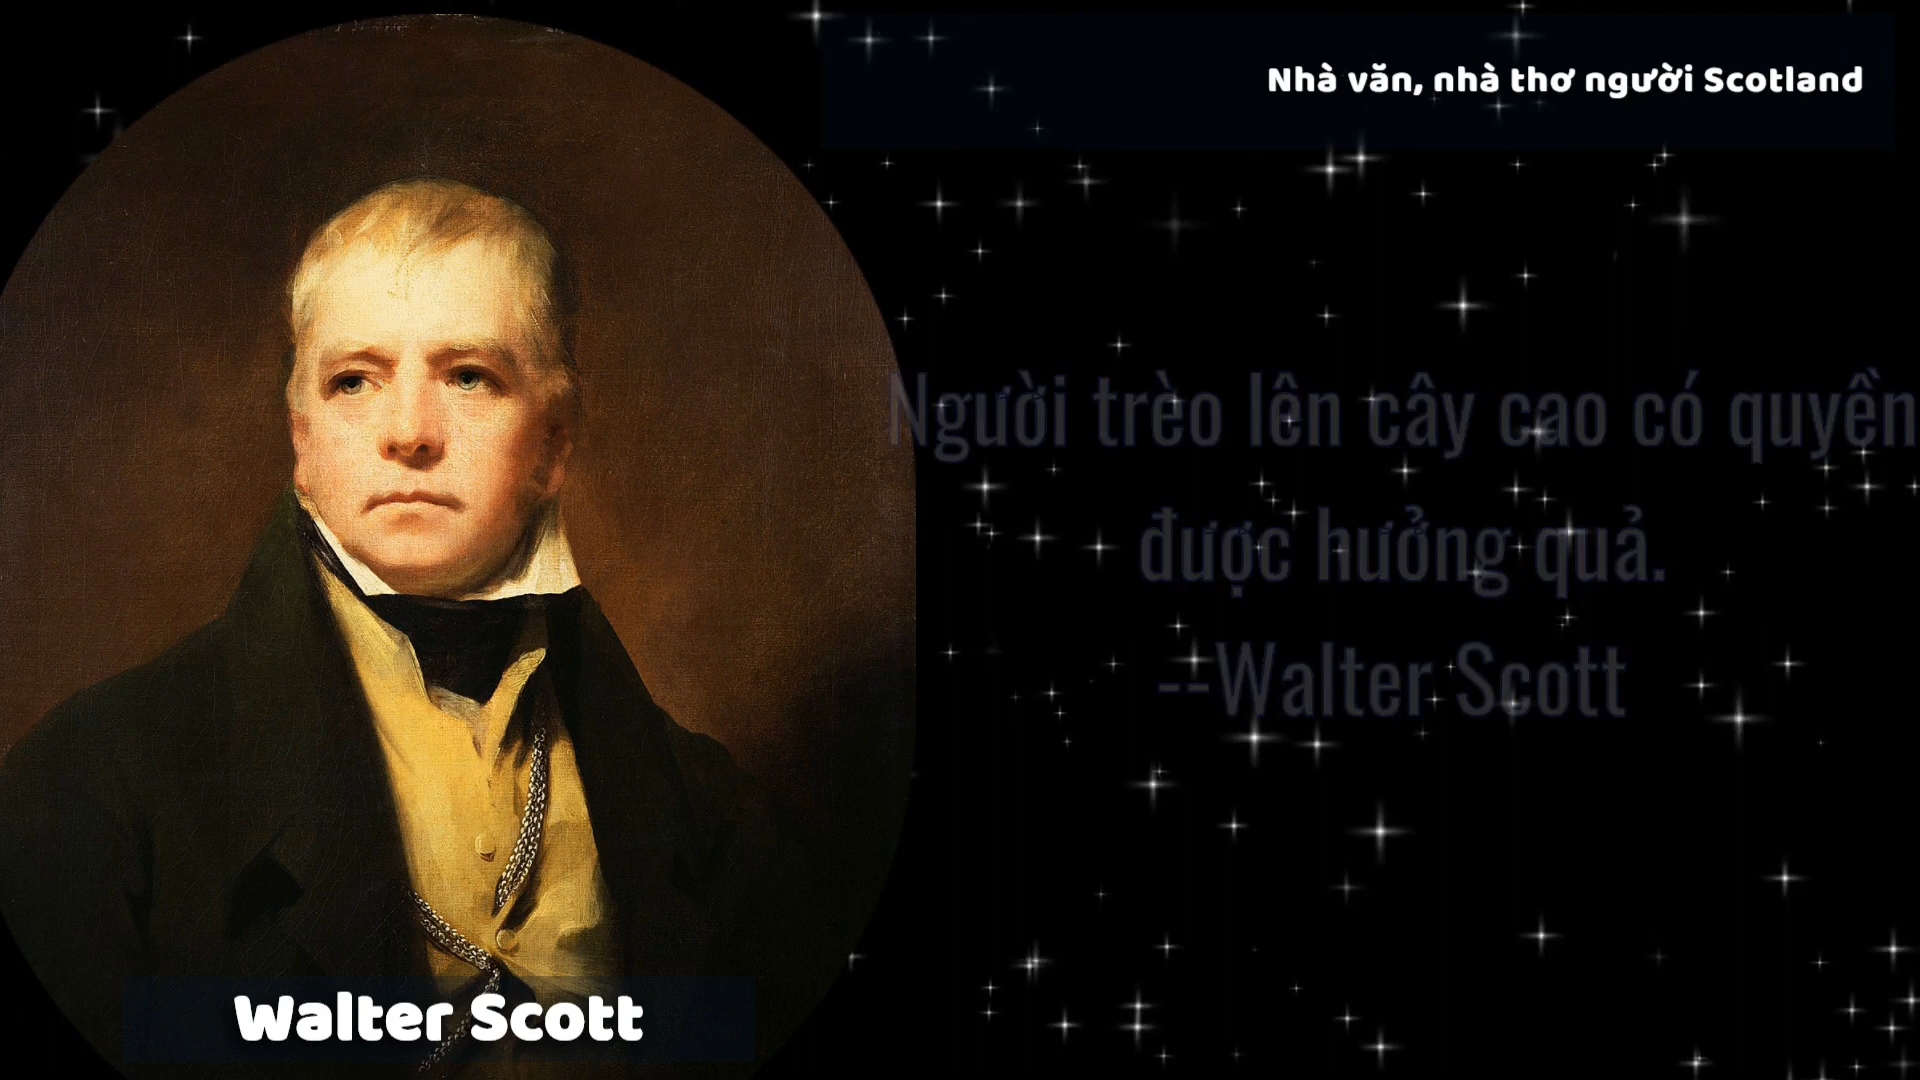 Nhà văn, nhà thơ người Scotland
Người trèo lên cây cao có quyền
được hưởng quả.
--Walter Scott
Walter Scott